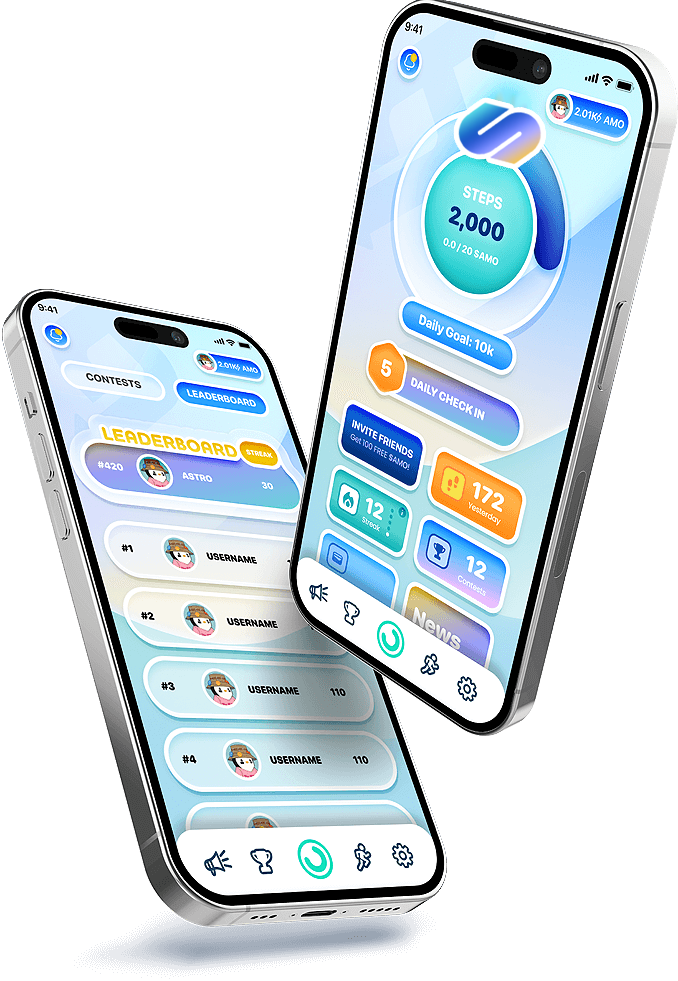 9:41
2.01K AMO
STEPS
2,000
0.0 / 20 $AMO
Daily Goal: 10k
5
DAILY CHECK IN
INVITE FRIENDS
Get 100 FREE $AMO!
172
Yesterday
12
Streak
12
Contests
News
9:41
2.01K AMO
CONTESTS
LEADERBOARD
LEADERBOARD
STREAK
#420
ASTRO
30
#1
USERNAME
#2
USERNAME
#3
USERNAME
110
#4
USERNAME
110